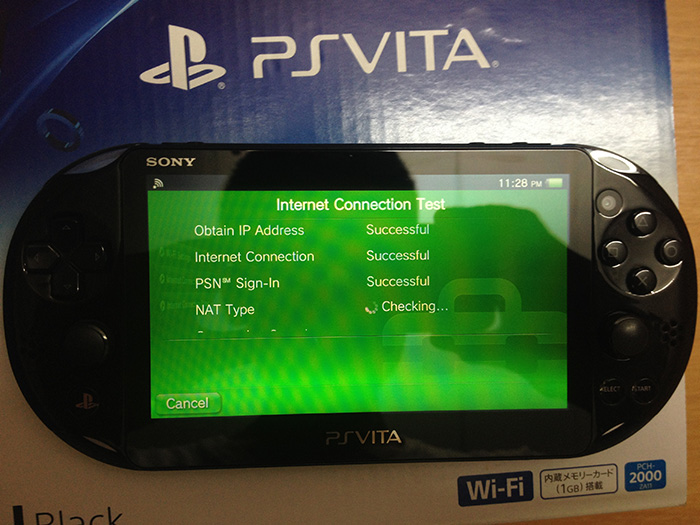 PSVITA
SONY
11:28 PM
Internet Connection Test
Obtain IP Address Successful
Internet Connection Successful
PSN℠ Sign-In Successful
NAT Type Checking...
Cancel
START
PSVITA
Wi-Fi
内蔵メモリーカード
(1GB) 搭載
PCH-
2000
Black